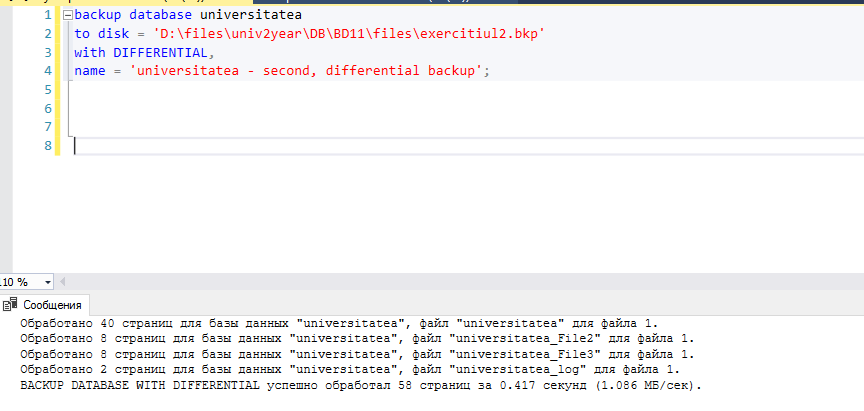 1 backup database universitatea
2 to disk = 'D:\files\univ2year\DB\BD11\files\exercitiul2.bkp'
3 with DIFFERENTIAL,
4 name = 'universitatea - second, differential backup';
5
6
7
8
110 %
Сообщения
Обработано 40 страниц для базы данных "universitatea", файл "universitatea" для файла 1.
Обработано 8 страниц для базы данных "universitatea", файл "universitatea_File2" для файла 1.
Обработано 8 страниц для базы данных "universitatea", файл "universitatea_File3" для файла 1.
Обработано 2 страниц для базы данных "universitatea", файл "universitatea_log" для файла 1.
BACKUP DATABASE WITH DIFFERENTIAL успешно обработал 58 страниц за 0.417 секунд (1.086 МБ/сек).